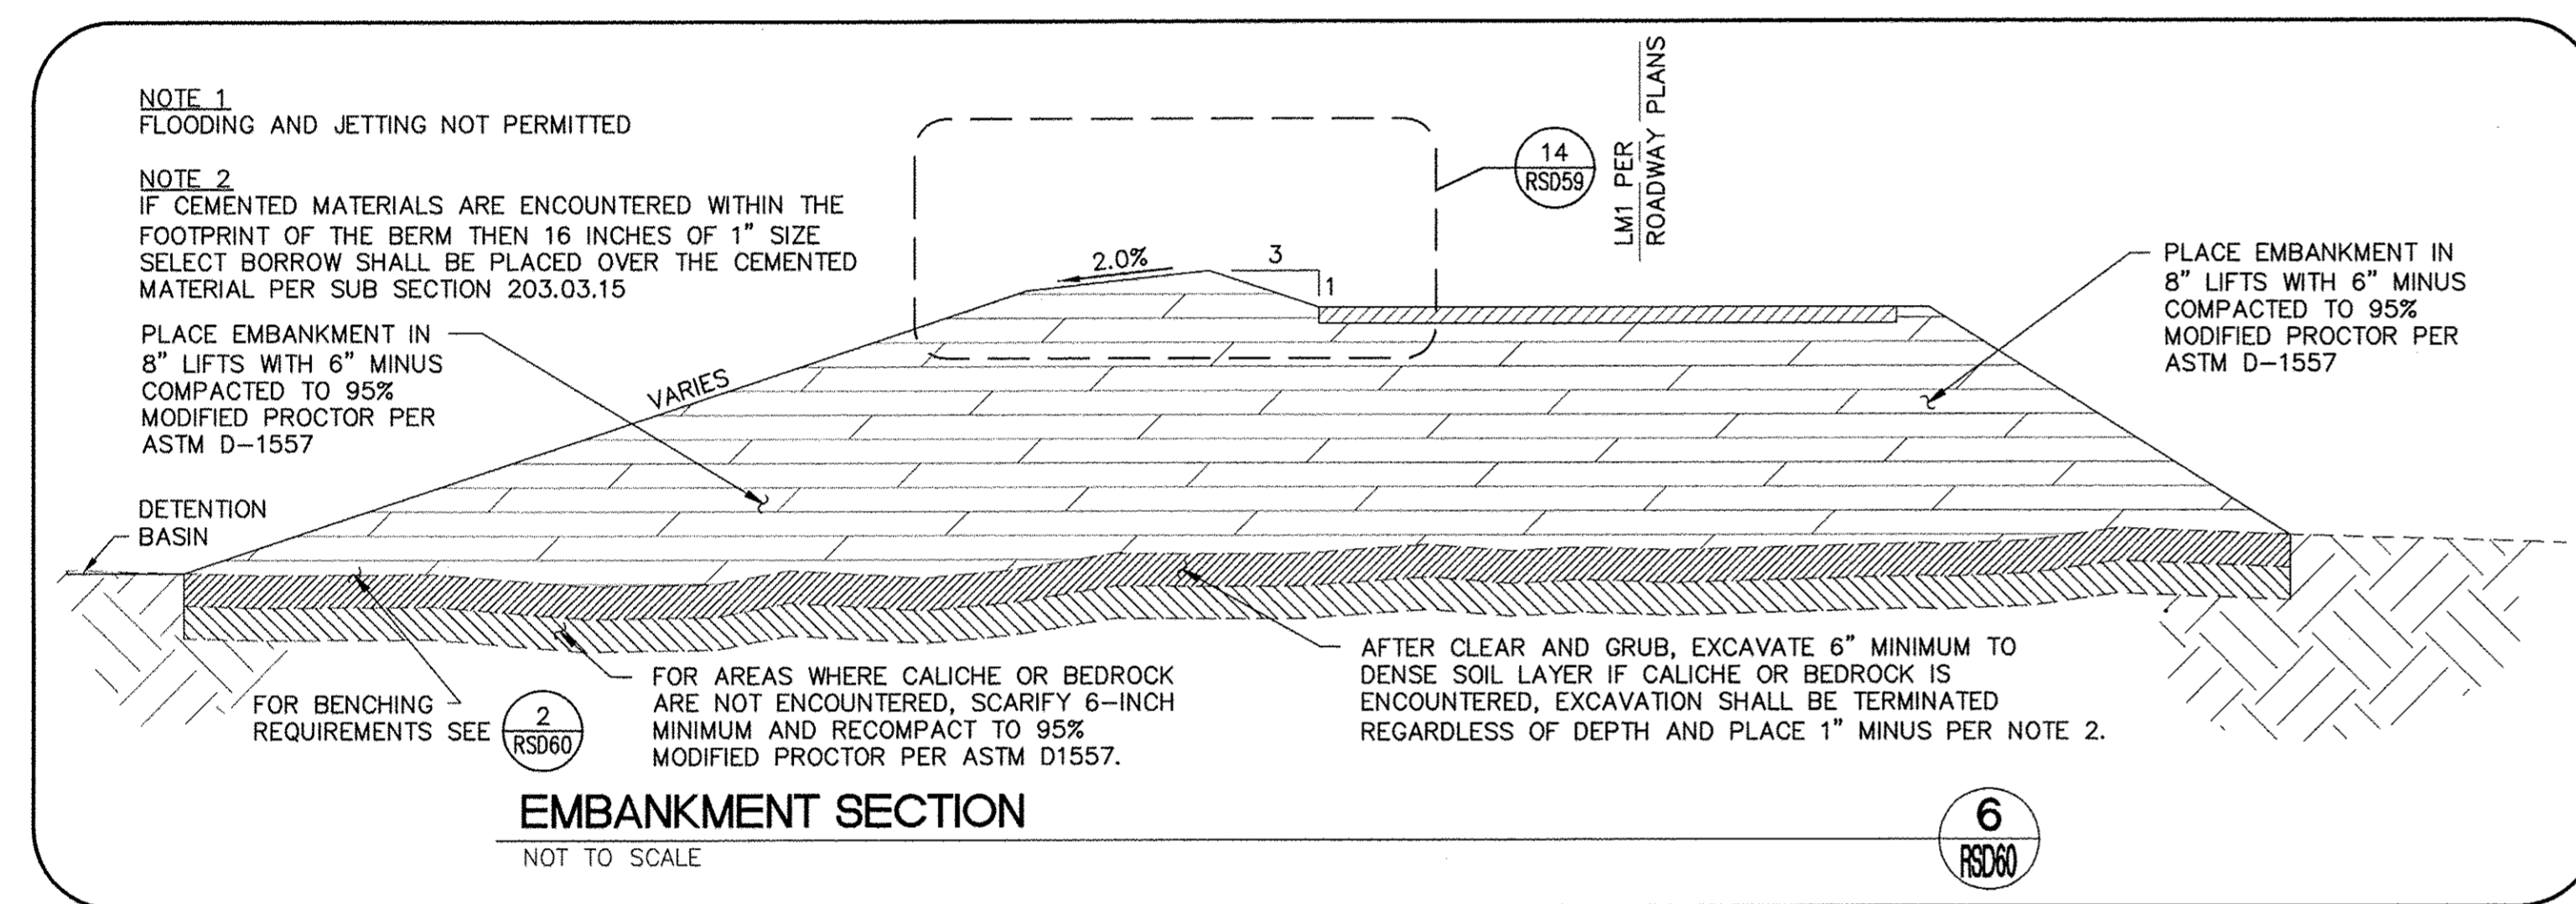 NOTE 1
FLOODING AND JETTING NOT PERMITTED
NOTE 2
IF CEMENTED MATERIALS ARE ENCOUNTERED WITHIN THE
FOOTPRINT OF THE BERM THEN 16 INCHES OF 1" SIZE
SELECT BORROW SHALL BE PLACED OVER THE CEMENTED
MATERIAL PER SUB SECTION 203.03.15
PLACE EMBANKMENT IN
8" LIFTS WITH 6" MINUS
COMPACTED TO 95%
MODIFIED PROCTOR PER
ASTM D-1557
VARIES
2.0%
3
1
14
RSD59
LM1 PER
ROADWAY PLANS
PLACE EMBANKMENT IN
8" LIFTS WITH 6" MINUS
COMPACTED TO 95%
MODIFIED PROCTOR PER
ASTM D-1557
DETENTION
BASIN
FOR BENCHING
REQUIREMENTS SEE
2
RSD60
FOR AREAS WHERE CALICHE OR BEDROCK
ARE NOT ENCOUNTERED, SCARIFY 6-INCH
MINIMUM AND RECOMPACT TO 95%
MODIFIED PROCTOR PER ASTM D1557.
AFTER CLEAR AND GRUB, EXCAVATE 6" MINIMUM TO
DENSE SOIL LAYER IF CALICHE OR BEDROCK IS
ENCOUNTERED, EXCAVATION SHALL BE TERMINATED
REGARDLESS OF DEPTH AND PLACE 1" MINUS PER NOTE 2.
EMBANKMENT SECTION
NOT TO SCALE
6
RSD60